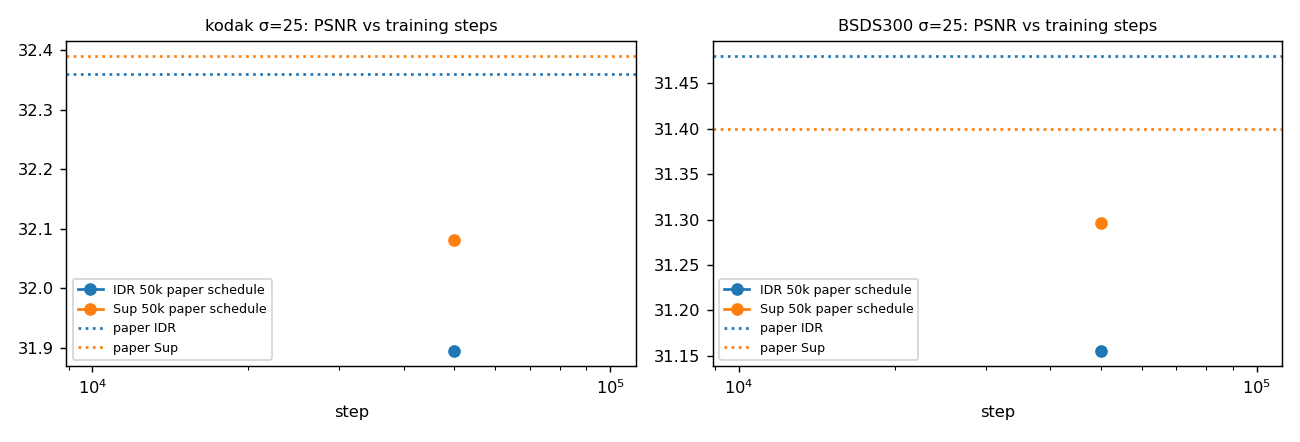 kodak σ=25: PSNR vs training steps
32.4
32.3
32.2
32.1
32.0
31.9
IDR 50k paper schedule
Sup 50k paper schedule
paper IDR
paper Sup
10⁴
10⁵
step
BSDS300 σ=25: PSNR vs training steps
31.45
31.40
31.35
31.30
31.25
31.20
31.15
IDR 50k paper schedule
Sup 50k paper schedule
paper IDR
paper Sup
10⁴
10⁵
step